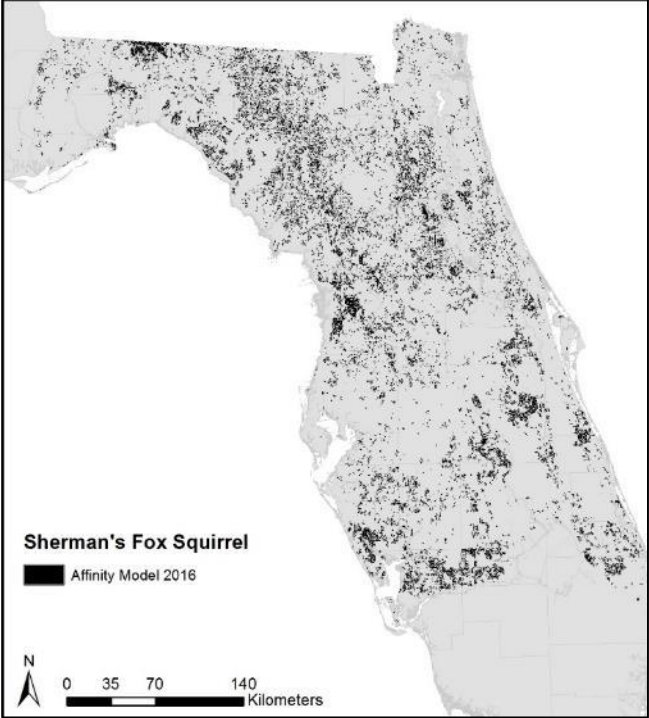 Sherman's Fox Squirrel
Affinity Model 2016
N
0 35 70 140
Kilometers